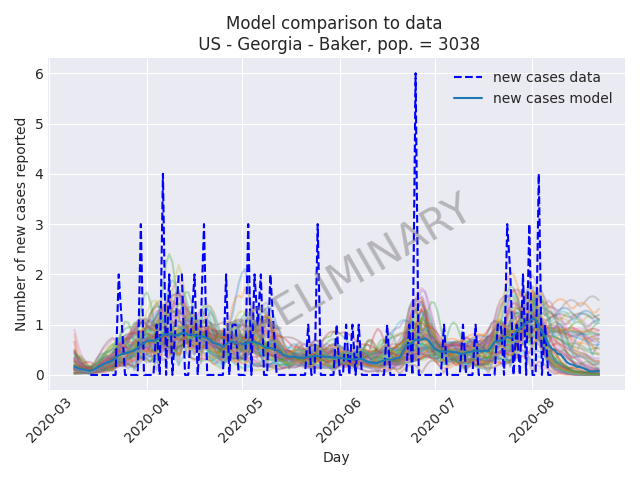 Model comparison to data
US - Georgia - Baker, pop. = 3038
Number of new cases reported
6
5
4
3
2
1
0
new cases data
new cases model
2020-03
2020-04
2020-05
2020-06
2020-07
2020-08
Day